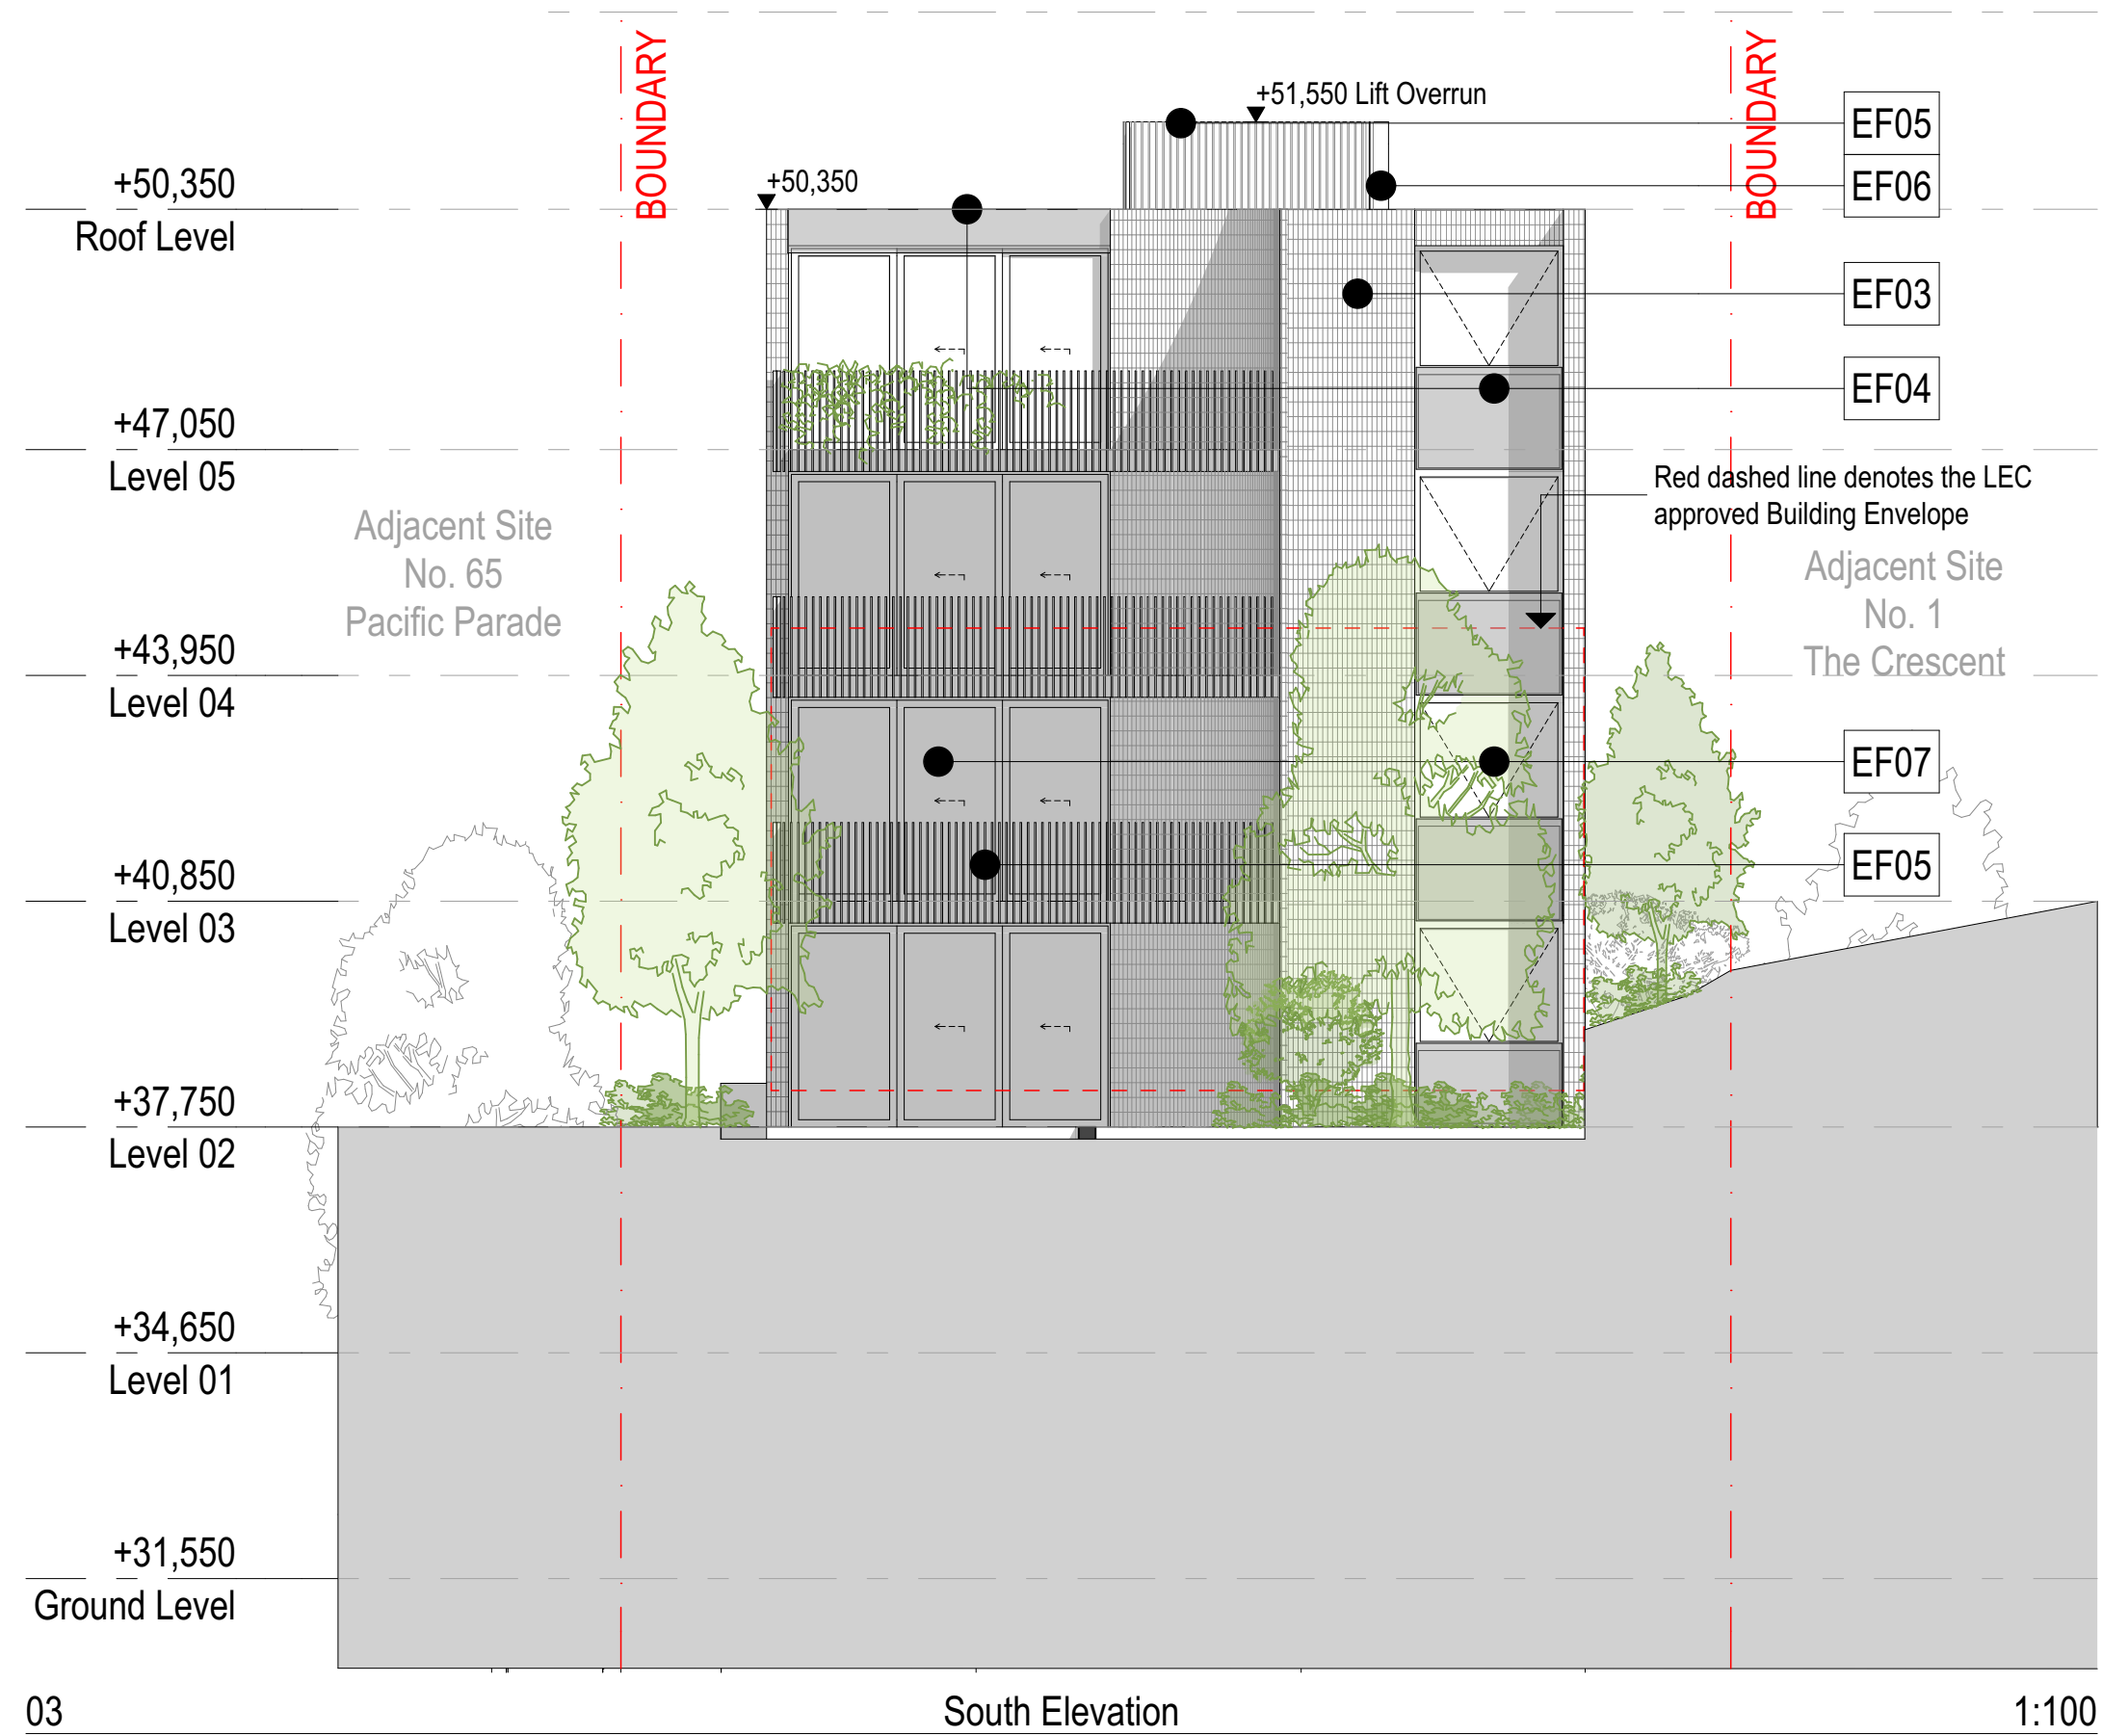 BOUNDARY
BOUNDARY
+51,550 Lift Overrun
EF05
+50,350
Roof Level
+50,350
EF06
EF03
EF04
+47,050
Level 05
Red dashed line denotes the LEC
approved Building Envelope
Adjacent Site
No. 65
Pacific Parade
Adjacent Site
No. 1
The Crescent
+43,950
Level 04
EF07
+40,850
Level 03
EF05
+37,750
Level 02
+34,650
Level 01
+31,550
Ground Level
03
South Elevation
1:100